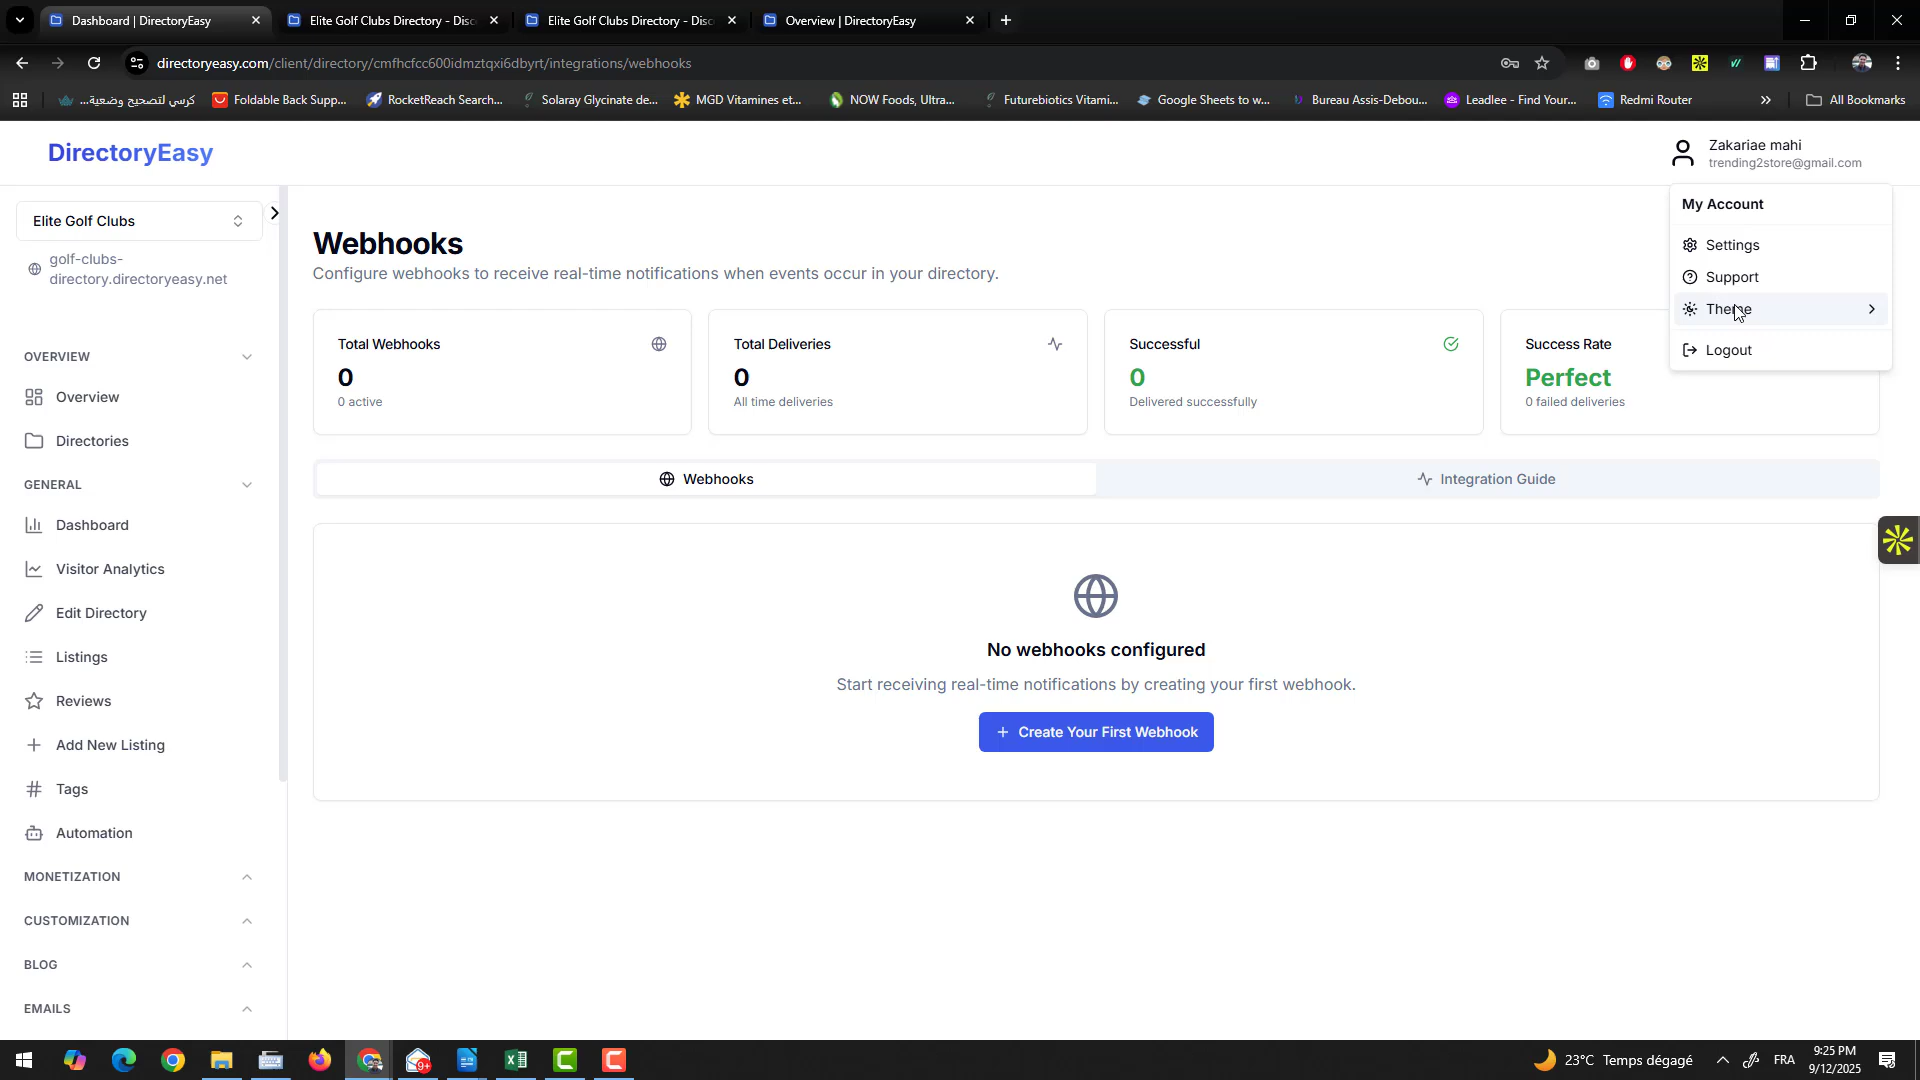 Dashboard | DirectoryEasy
Elite Golf Clubs Directory - Disc
Elite Golf Clubs Directory - Disc
Overview | DirectoryEasy
directoryeasy.com/client/directory/cmfhcfcc600idmztqxi6dbyrt/integrations/webhooks
كرسي لتصحيح وضعية...
Foldable Back Supp...
RocketReach Search...
Solaray Glycinate de...
MGD Vitamines et...
NOW Foods, Ultra...
Futurebiotics Vitami...
Google Sheets to w...
Bureau Assis-Debou...
Leadlee - Find Your...
Redmi Router
All Bookmarks
DirectoryEasy
Zakariae mahi
trending2store@gmail.com
My Account
Settings
Support
Theme
Logout
Elite Golf Clubs
golf-clubs-
directory.directoryeasy.net
OVERVIEW
Overview
Directories
GENERAL
Dashboard
Visitor Analytics
Edit Directory
Listings
Reviews
Add New Listing
Tags
Automation
MONETIZATION
CUSTOMIZATION
BLOG
EMAILS
Webhooks
Configure webhooks to receive real-time notifications when events occur in your directory.
Total Webhooks
0
0 active
Total Deliveries
0
All time deliveries
Successful
0
Delivered successfully
Success Rate
Perfect
0 failed deliveries
Webhooks
Integration Guide
No webhooks configured
Start receiving real-time notifications by creating your first webhook.
+ Create Your First Webhook
9+
23°C Temps dégagé
FRA
9:25 PM
9/12/2025